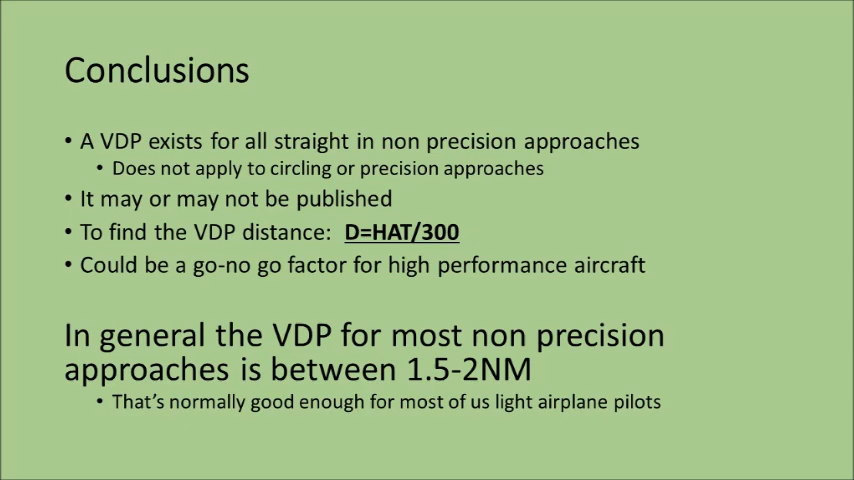 Conclusions
• A VDP exists for all straight in non precision approaches
• Does not apply to circling or precision approaches
• It may or may not be published
• To find the VDP distance: D=HAT/300
• Could be a go-no go factor for high performance aircraft
In general the VDP for most non precision
approaches is between 1.5-2NM
• That's normally good enough for most of us light airplane pilots